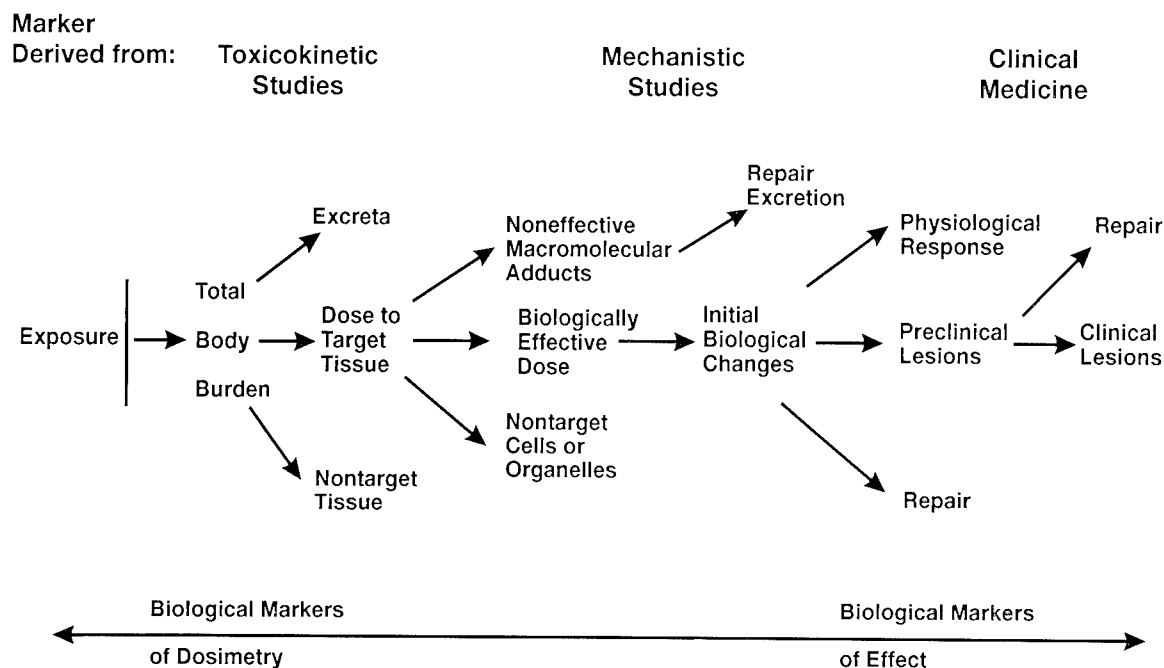 Marker
Derived from:
Toxicokinetic
Studies
Mechanistic
Studies
Clinical
Medicine
Exposure
Total
Body
Burden
Excreta
Dose to
Target
Tissue
Nontarget
Tissue
Noneffective
Macromolecular
Adducts
Biologically
Effective
Dose
Nontarget
Cells or
Organelles
Repair
Excretion
Initial
Biological
Changes
Physiological
Response
Preclinical
Lesions
Repair
Repair
Clinical
Lesions
Biological Markers
of Dosimetry
Biological Markers
of Effect